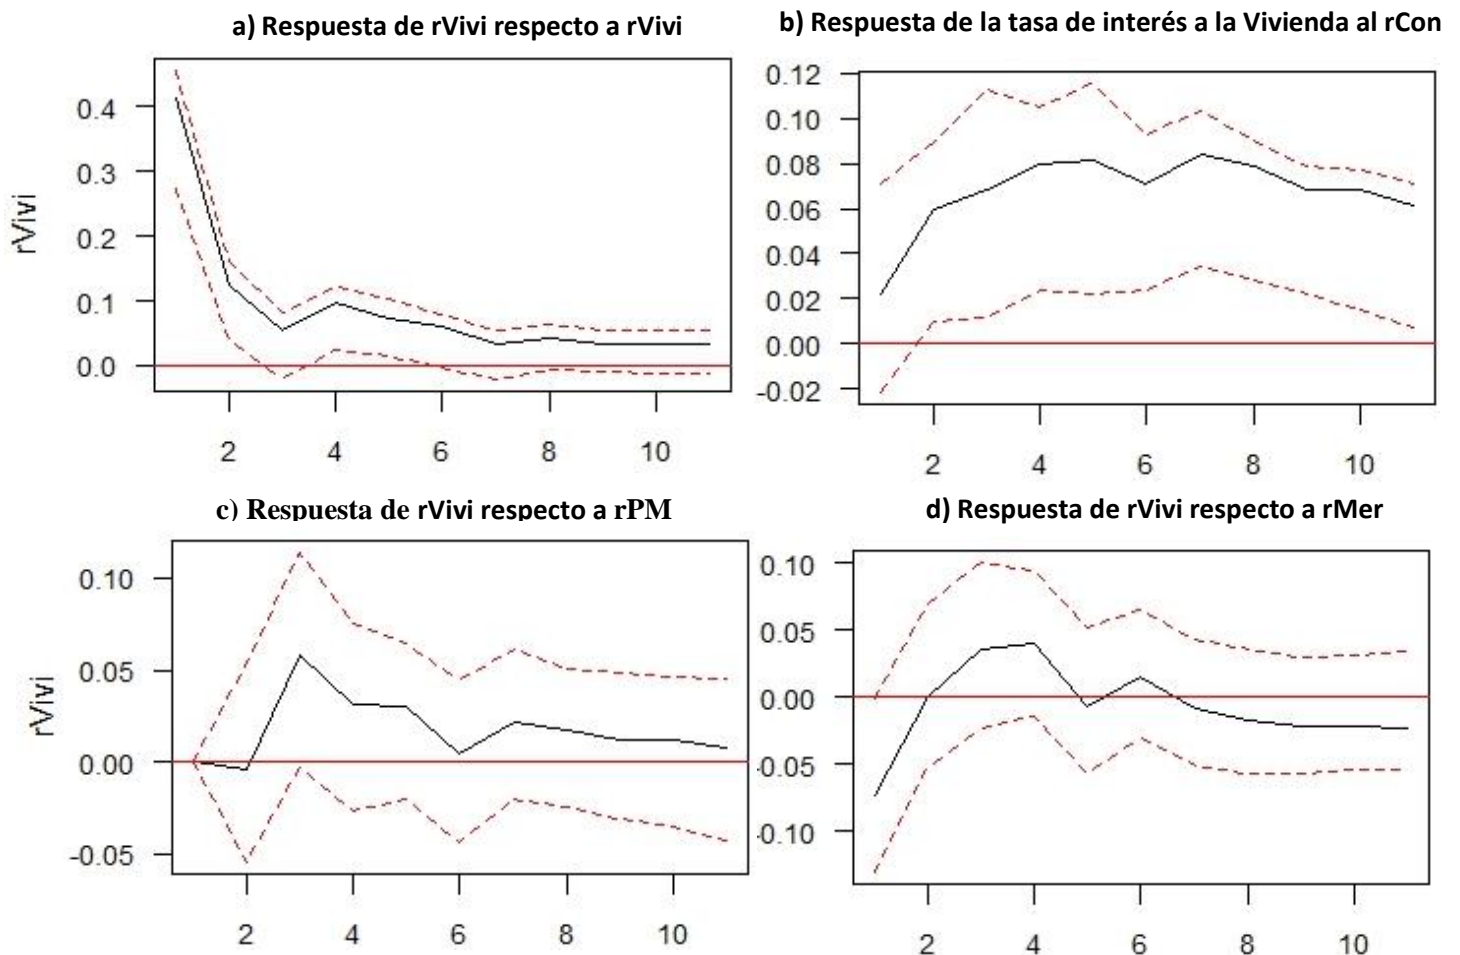 a) Respuesta de rVivi respecto a rVivi
rVivi
0.4
0.3
0.2
0.1
0.0
2 4 6 8 10
b) Respuesta de la tasa de interés a la Vivienda al rCon
0.12
0.10
0.08
0.06
0.04
0.02
0.00
-0.02
2 4 6 8 10
c) Respuesta de rVivi respecto a rPM
rVivi
0.10
0.05
0.00
-0.05
2 4 6 8 10
d) Respuesta de rVivi respecto a rMer
0.10
0.05
0.00
-0.05
-0.10
2 4 6 8 10